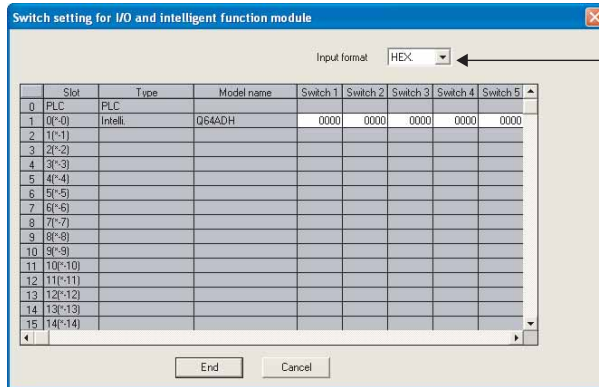 Switch setting for I/O and intelligent function module
Input format HEX.
Slot Type Model name Switch 1 Switch 2 Switch 3 Switch 4 Switch 5
0 PLC PLC
1 0(*-0) Intelli. Q64ADH 0000 0000 0000 0000 0000
2 1(*-1)
3 2(*-2)
4 3(*-3)
5 4(*-4)
6 5(*-5)
7 6(*-6)
8 7(*-7)
9 8(*-8)
10 9(*-9)
11 10(*-10)
12 11(*-11)
13 12(*-12)
14 13(*-13)
15 14(*-14)
End Cancel